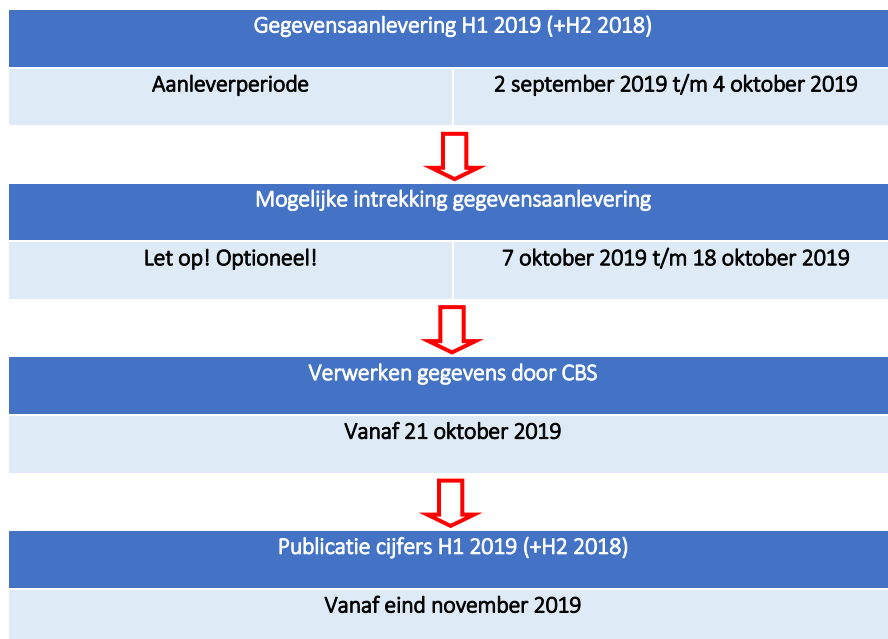 Gegevensaanlevering H1 2019 (+H2 2018)
Aanleverperiode
2 september 2019 t/m 4 oktober 2019
Mogelijke intrekking gegevensaanlevering
Let op! Optioneel!
7 oktober 2019 t/m 18 oktober 2019
Verwerken gegevens door CBS
Vanaf 21 oktober 2019
Publicatie cijfers H1 2019 (+H2 2018)
Vanaf eind november 2019